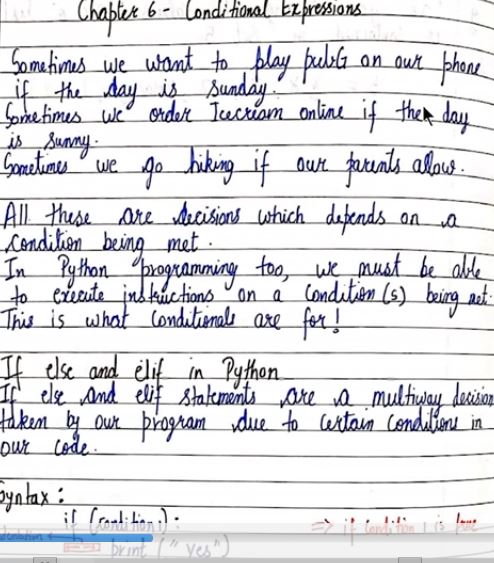 Chapter 6 - Conditional Expressions
Sometimes we want to play pubG on our phone
if the day is Sunday.
Sometimes we order Icecream online if the day
is sunny.
Sometimes we go hiking if our parents allow.
All these are decisions which depends on a
condition being met.
In Python programming too, we must be able
to execute instructions on a condition(s) being met.
This is what conditionals are for!
If else and elif in Python
If else and elif statements are a multiway decision
taken by our program due to certain conditions in
our code.
Syntax :
if (condition1): => if condition 1 is true
print ("yes")